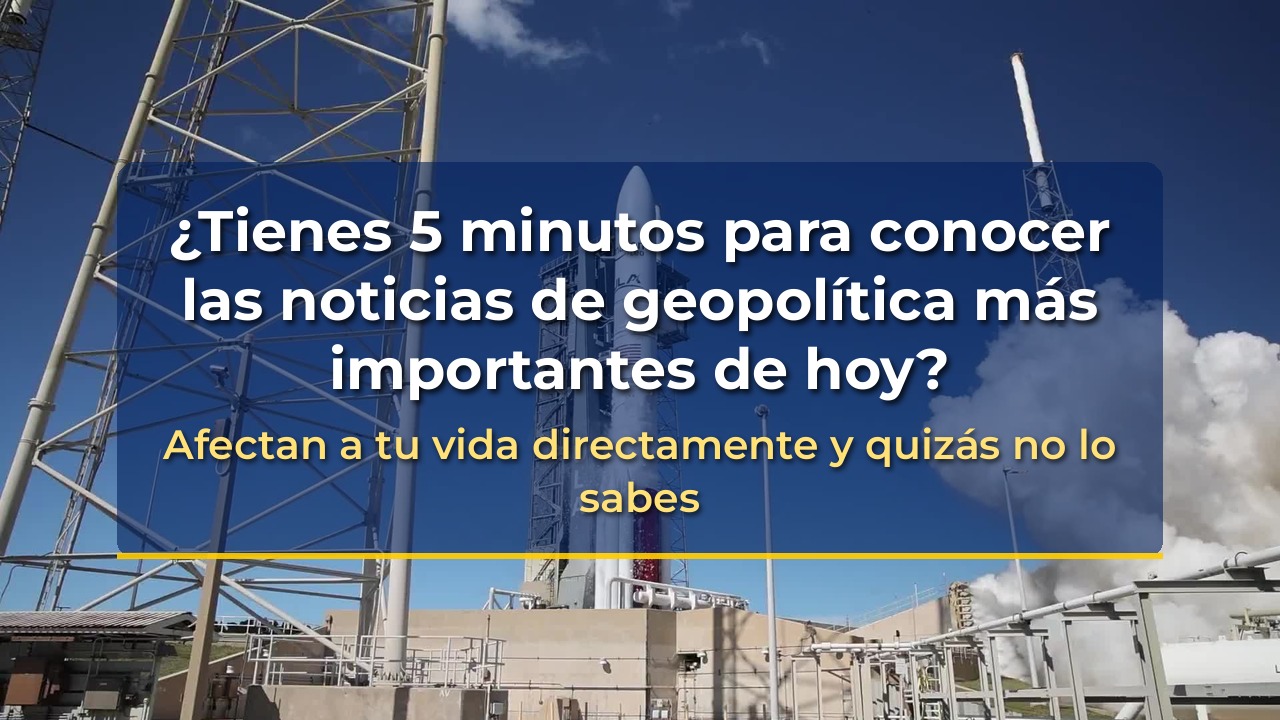 ¿Tienes 5 minutos para conocer
las noticias de geopolítica más
importantes de hoy?
Afectan a tu vida directamente y quizás no lo
sabes